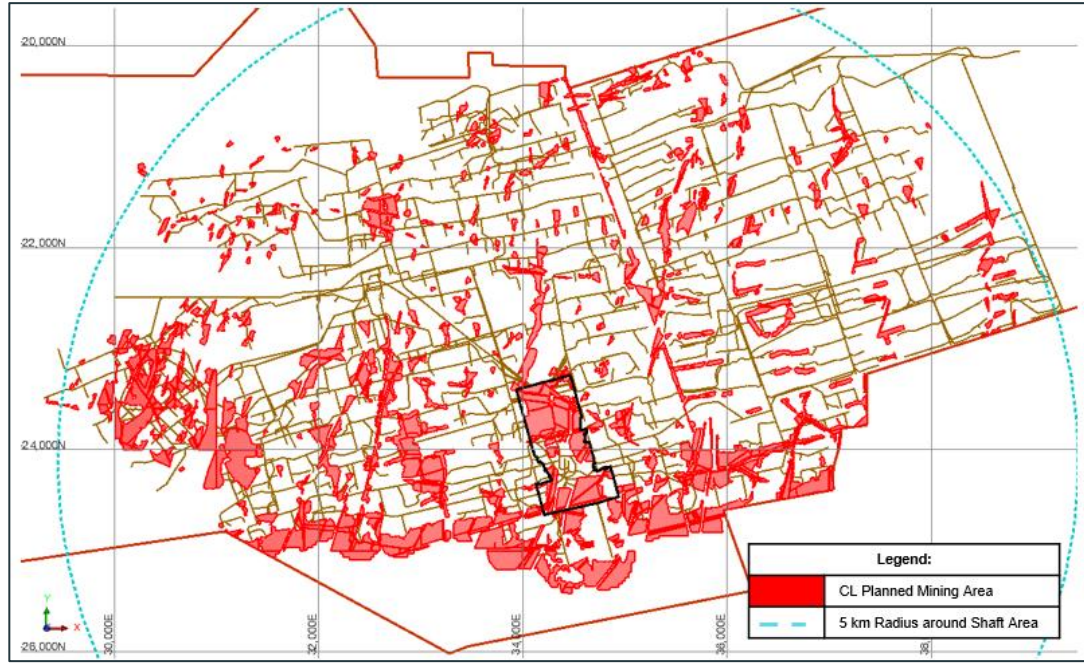 -20,000N
-22,000N
-24,000N
Legend:
CL Planned Mining Area
5 km Radius around Shaft Area
Y
X
30,000E
32,000E
34,000E
36,000E
-26,000N